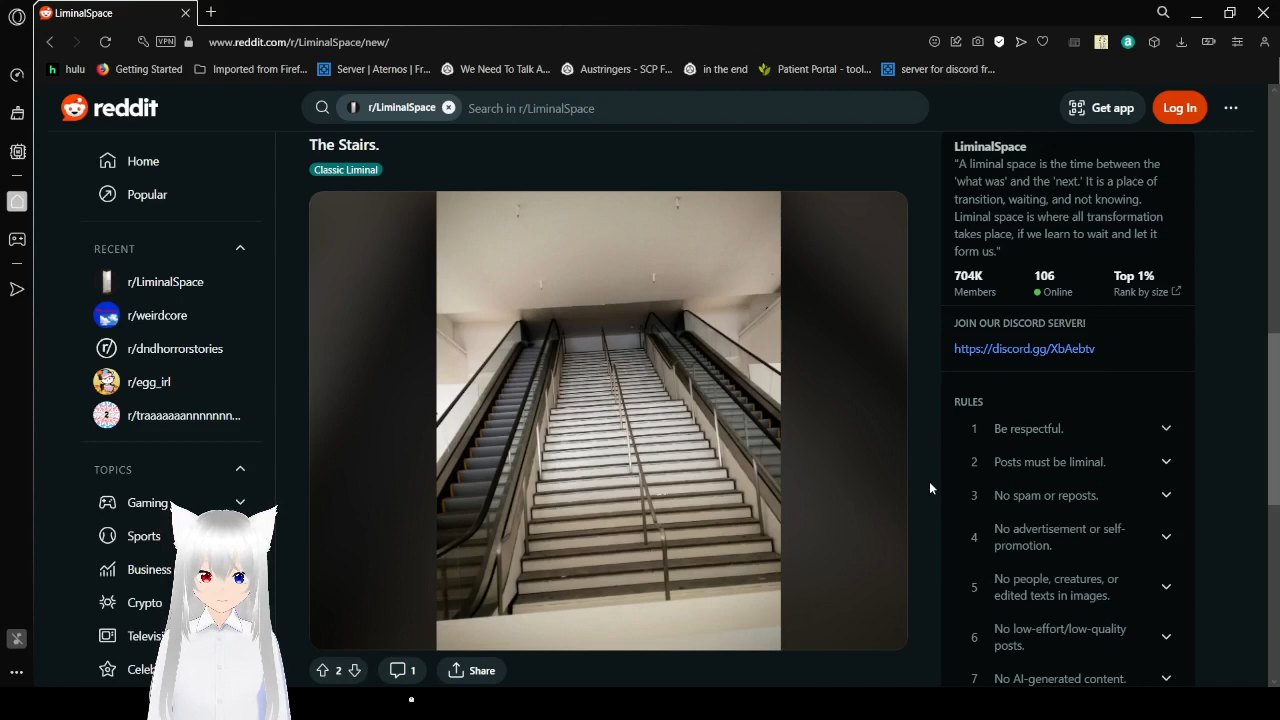 LiminalSpace
VPN
www.reddit.com/r/LiminalSpace/new/
hulu
Getting Started
Imported from Firef...
Server | Aternos | Fr...
We Need To Talk A...
Austringers - SCP F...
in the end
Patient Portal - tool...
server for discord fr...
reddit
r/LiminalSpace
Search in r/LiminalSpace
Get app
Log In
Home
Popular
RECENT
r/LiminalSpace
r/weirdcore
r/dndhorrorstories
r/egg_irl
r/traaaaaaannnnnn...
TOPICS
Gaming
Sports
Business
Crypto
Televisi
Celeb
The Stairs.
Classic Liminal
2
1
Share
LiminalSpace
"A liminal space is the time between the
'what was' and the 'next.' It is a place of
transition, waiting, and not knowing.
Liminal space is where all transformation
takes place, if we learn to wait and let it
form us."
704K
106
Top 1%
Members
Online
Rank by size
JOIN OUR DISCORD SERVER!
https://discord.gg/XbAebtv
RULES
1 Be respectful.
2 Posts must be liminal.
3 No spam or reposts.
4 No advertisement or self-
promotion.
5 No people, creatures, or
edited texts in images.
6 No low-effort/low-quality
posts.
7 No AI-generated content.